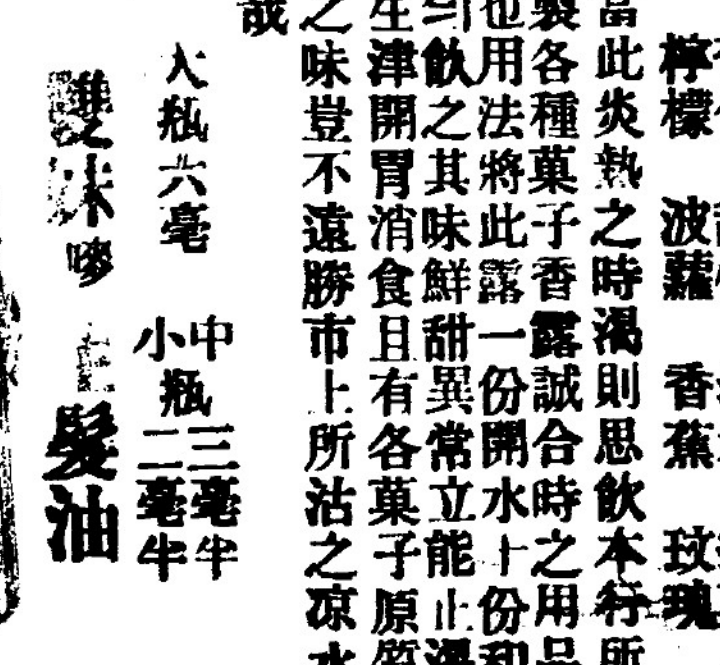 檸檬　波蘿　香蕉　玫瑰
當此炎熱之時渴則思飲本行所
製各種菓子香露誠合時之用品
也用法將此露一份開水十份和
勻飲之其味鮮甜異常立能止渴
生津開胃消食且有各菓子原質
之味豈不遠勝市上所沽之凉水
哉
大瓶六毫　中
小瓶三毫半
二毫半
雙妹嘜　髮油